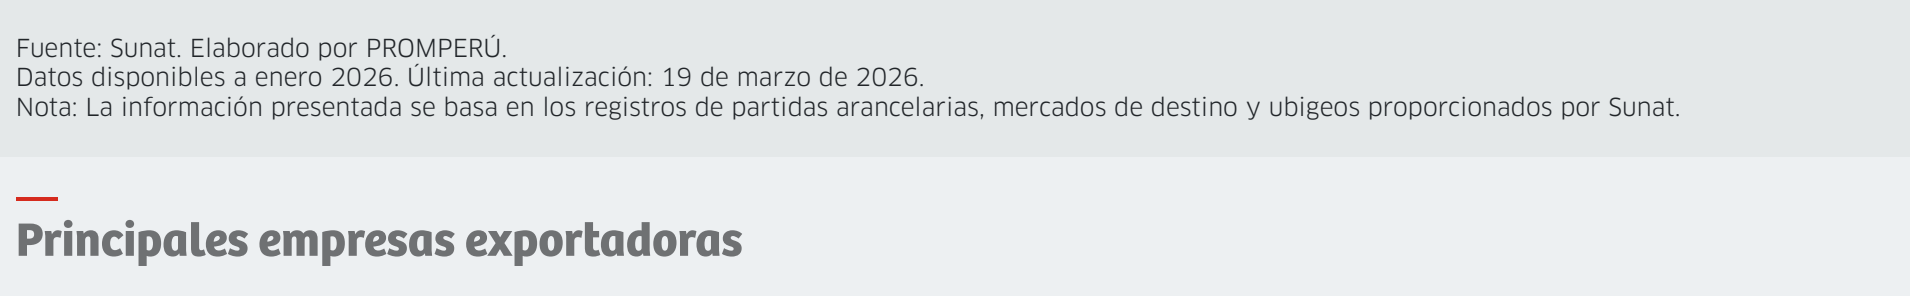 Fuente: Sunat. Elaborado por PROMPERÚ.
Datos disponibles a enero 2026. Última actualización: 19 de marzo de 2026.
Nota: La información presentada se basa en los registros de partidas arancelarias, mercados de destino y ubigeos proporcionados por Sunat.
Principales empresas exportadoras